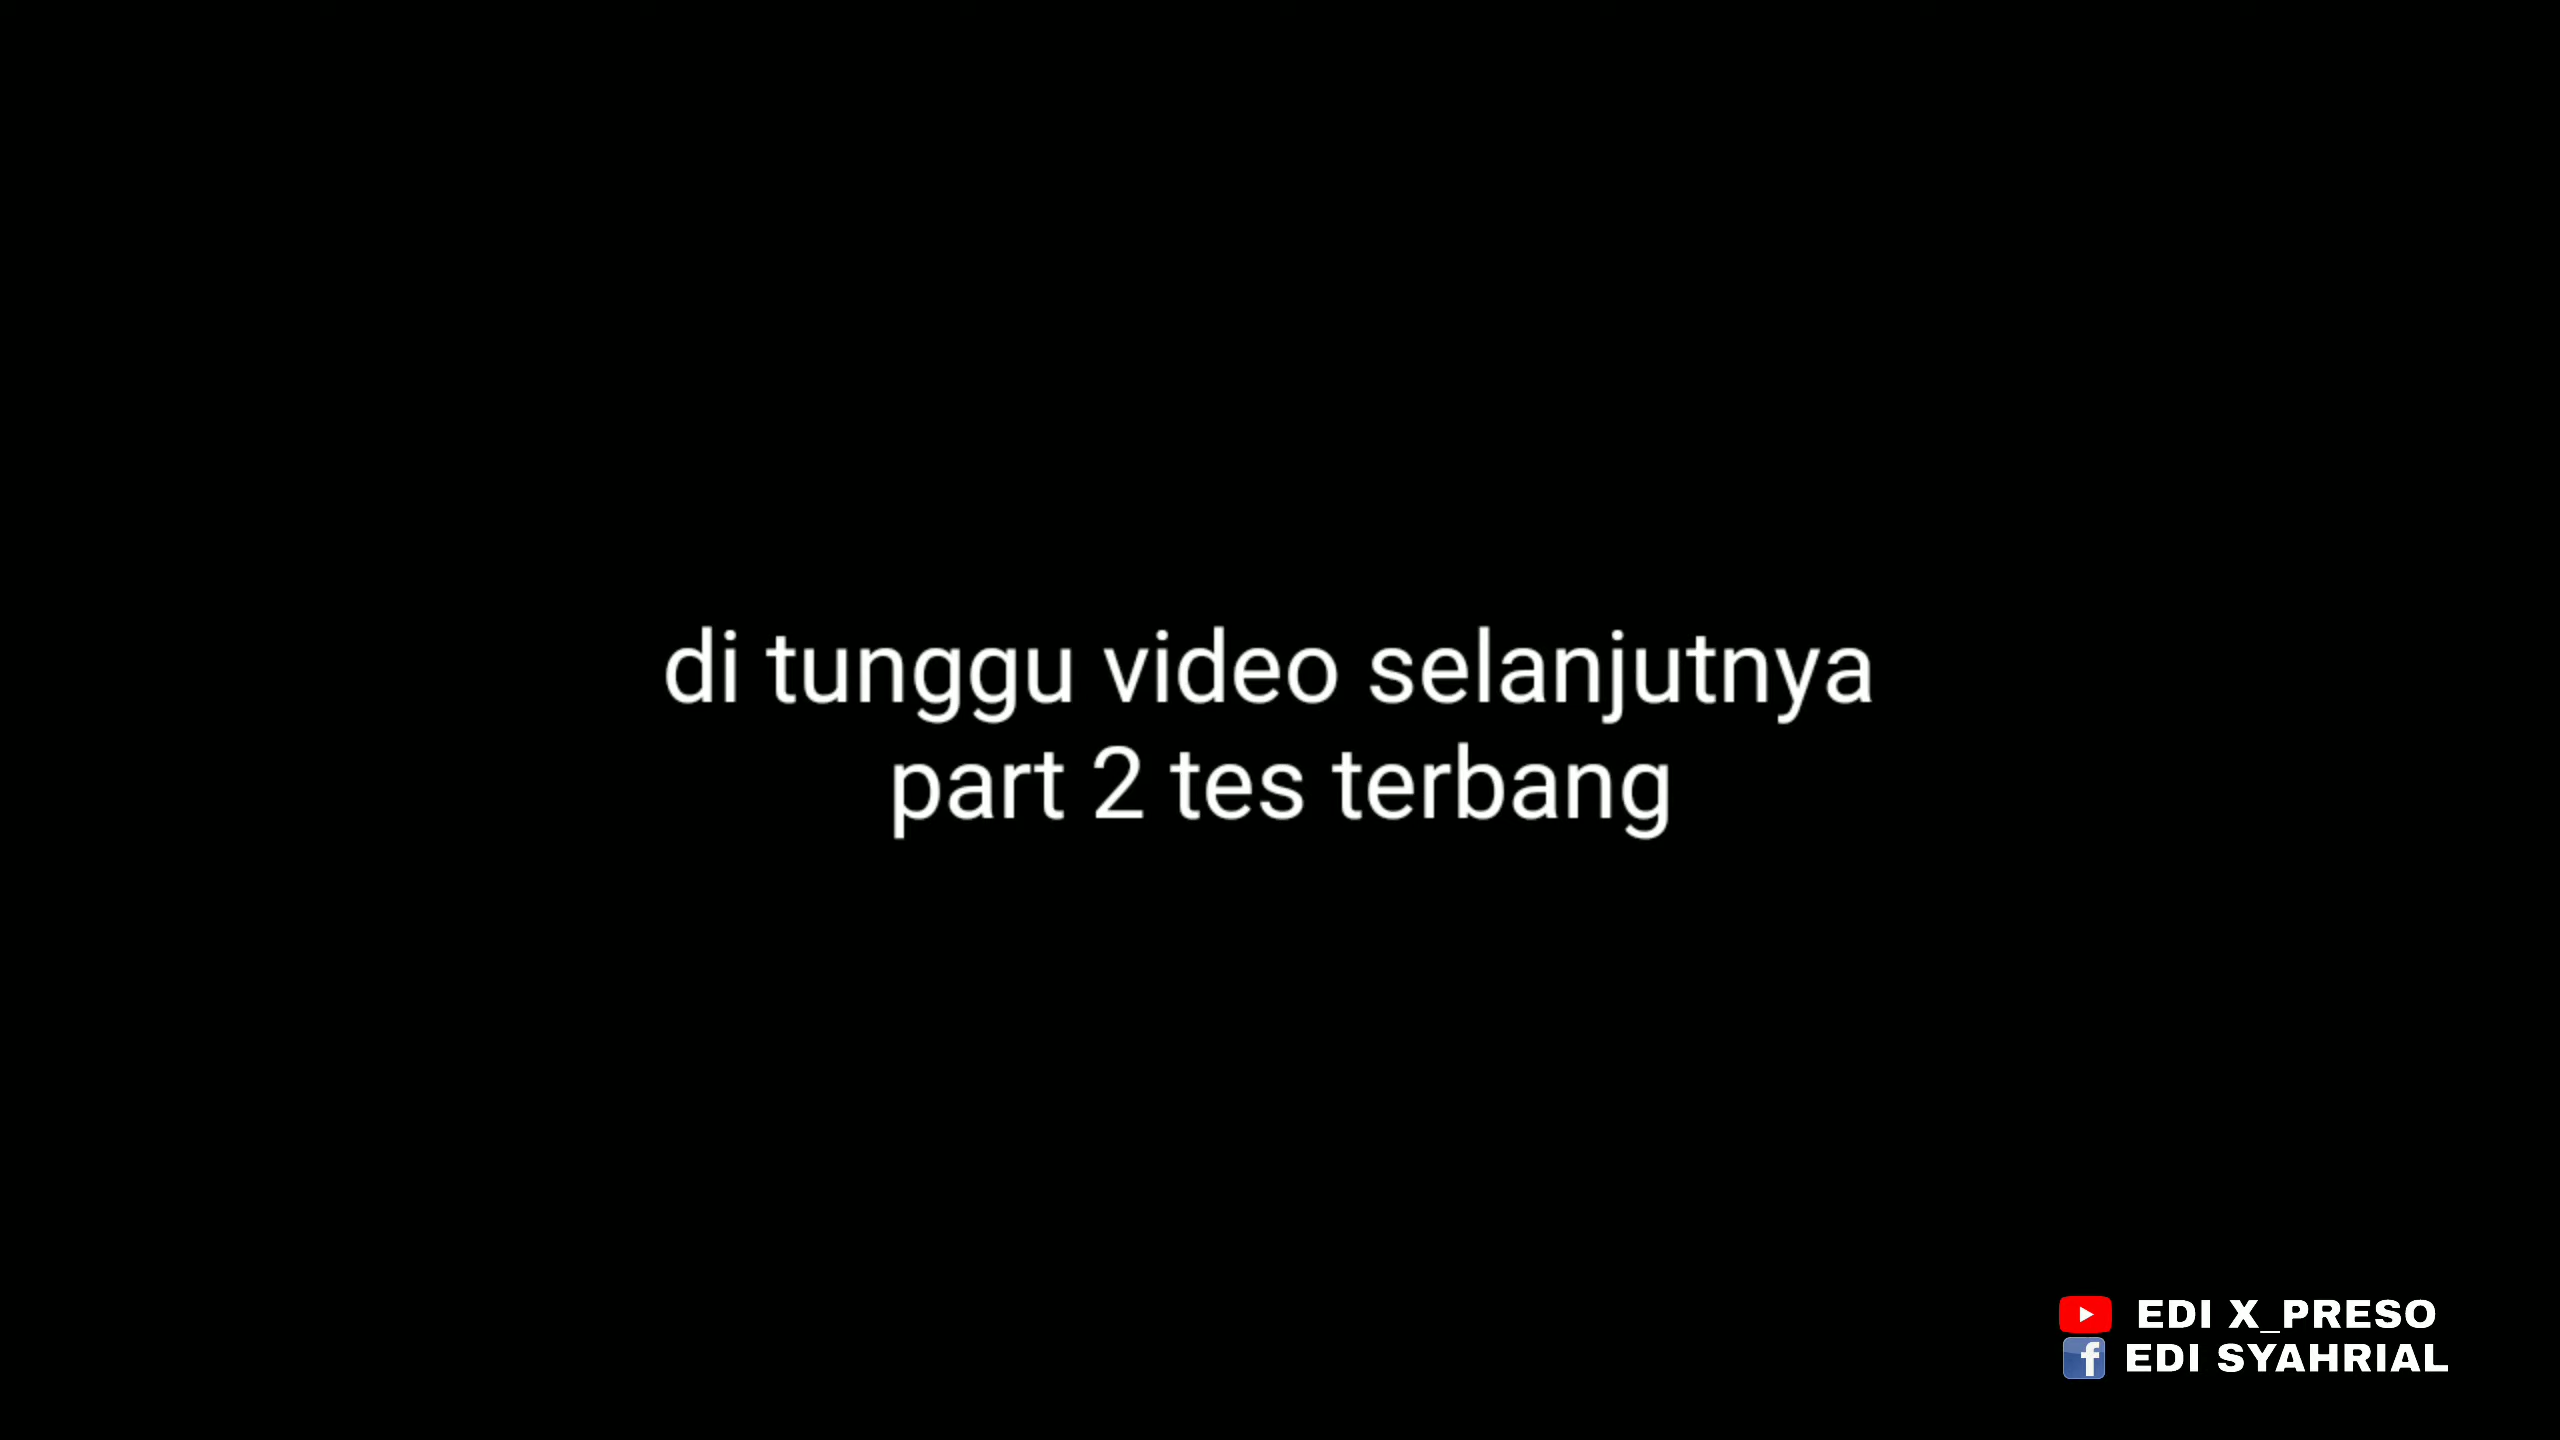 di tunggu video selanjutnya
part 2 tes terbang
EDI X_PRESO
EDI SYAHRIAL